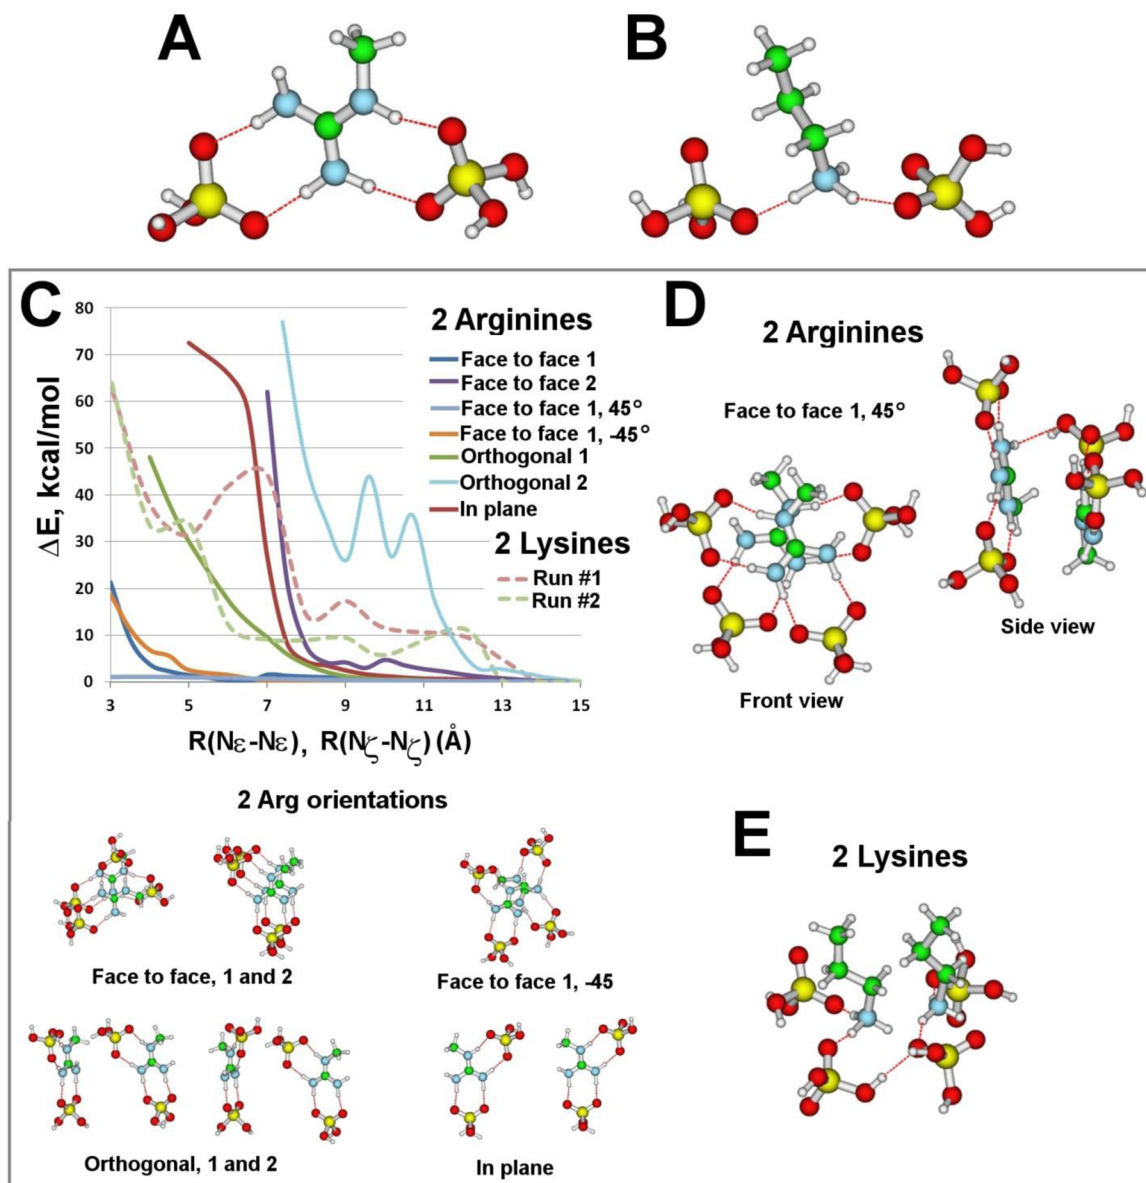 A
B
C
80
70
60
50
40
30
20
10
0
3
5
7
9
11
13
15
ΔE, kcal/mol
R(Nε-Nε), R(Nζ-Nζ)(Å)
2 Arginines
Face to face 1
Face to face 2
Face to face 1, 45°
Face to face 1, -45°
Orthogonal 1
Orthogonal 2
In plane
2 Lysines
Run #1
Run #2
D
2 Arginines
Face to face 1, 45°
Side view
Front view
2 Arg orientations
Face to face, 1 and 2
Face to face 1, -45
Orthogonal, 1 and 2
In plane
E
2 Lysines